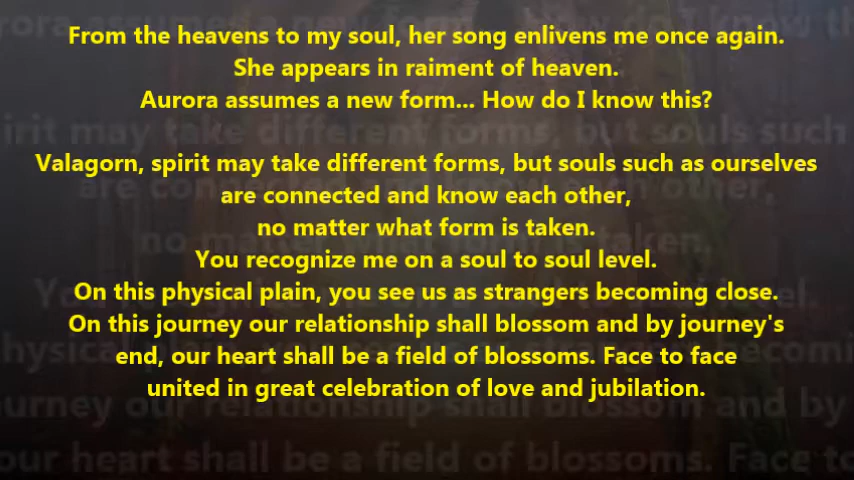 From the heavens to my soul, her song enlivens me once again.
She appears in raiment of heaven.
Aurora assumes a new form... How do I know this?
Valagorn, spirit may take different forms, but souls such as ourselves
are connected and know each other,
no matter what form is taken.
You recognize me on a soul to soul level.
On this physical plain, you see us as strangers becoming close.
On this journey our relationship shall blossom and by journey's
end, our heart shall be a field of blossoms. Face to face
united in great celebration of love and jubilation.